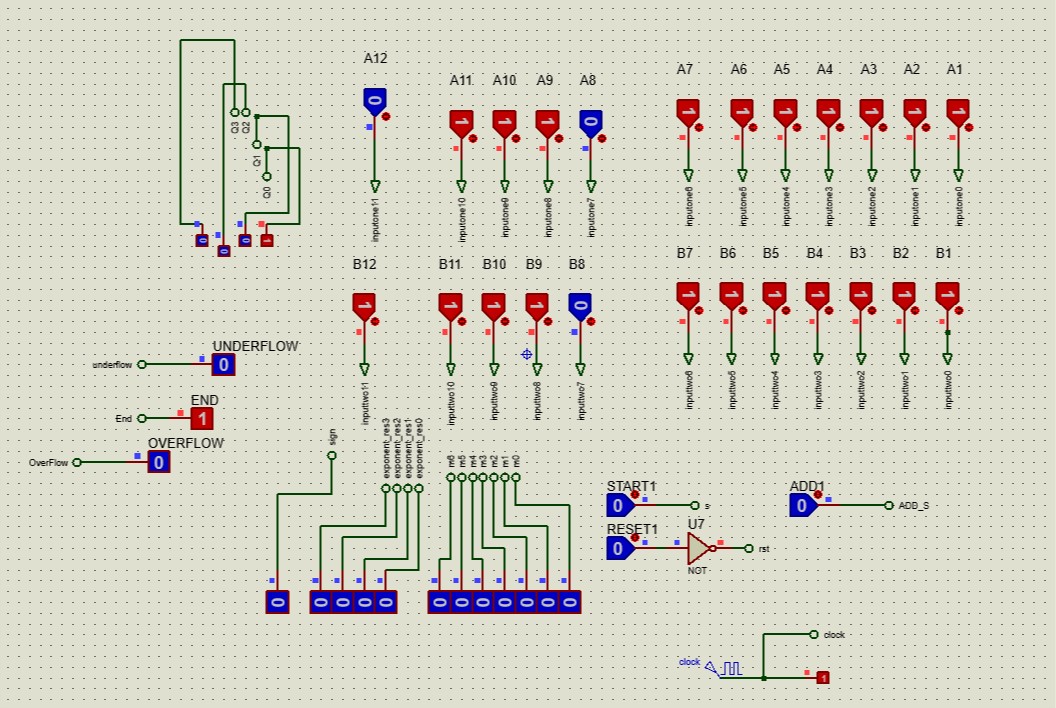 A12 A11 A10 A9 A8 A7 A6 A5 A4 A3 A2 A1
0 1 1 1 0 1 1 1 1 1 1 1
Q3 Q2 Q1 Q0
inputone11 inputone10 inputone9 inputone8 inputone7 inputone6 inputone5 inputone4 inputone3 inputone2 inputone1 inputone0
0 0 0 1
B12 B11 B10 B9 B8 B7 B6 B5 B4 B3 B2 B1
1 1 1 1 0 1 1 1 1 1 1 1
inputtwo11 inputtwo10 inputtwo9 inputtwo8 inputtwo7 inputtwo6 inputtwo5 inputtwo4 inputtwo3 inputtwo2 inputtwo1 inputtwo0
UNDERFLOW
underflow 0
END
End 1
OVERFLOW
OverFlow 0
sign exponent_res3 exponent_res2 exponent_res1 exponent_res0 m6 m5 m4 m3 m2 m1 m0
START1
0 s
ADD1
0 ADD_S
RESET1 U7
0 rst
NOT
0 0 0 0 0 0 0 0 0 0 0 0
clock
clock 1